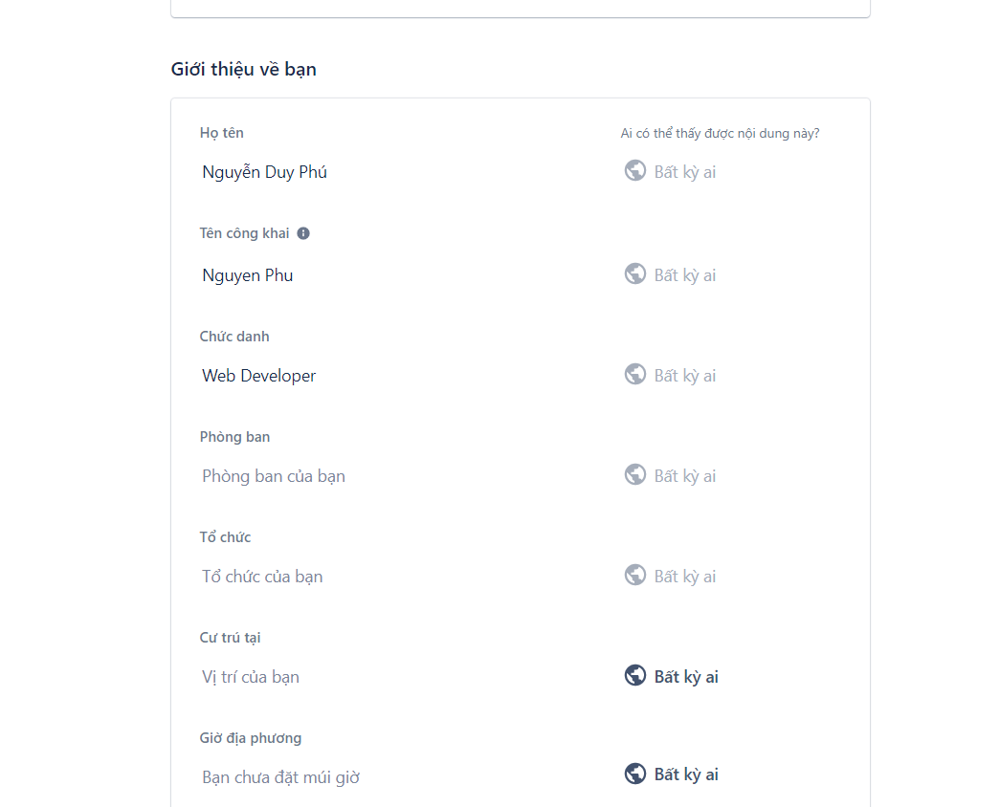 Giới thiệu về bạn
Họ tên
Ai có thể thấy được nội dung này?
Nguyễn Duy Phú
Bất kỳ ai
Tên công khai
Nguyen Phu
Bất kỳ ai
Chức danh
Web Developer
Bất kỳ ai
Phòng ban
Phòng ban của bạn
Bất kỳ ai
Tổ chức
Tổ chức của bạn
Bất kỳ ai
Cư trú tại
Vị trí của bạn
Bất kỳ ai
Giờ địa phương
Bạn chưa đặt múi giờ
Bất kỳ ai